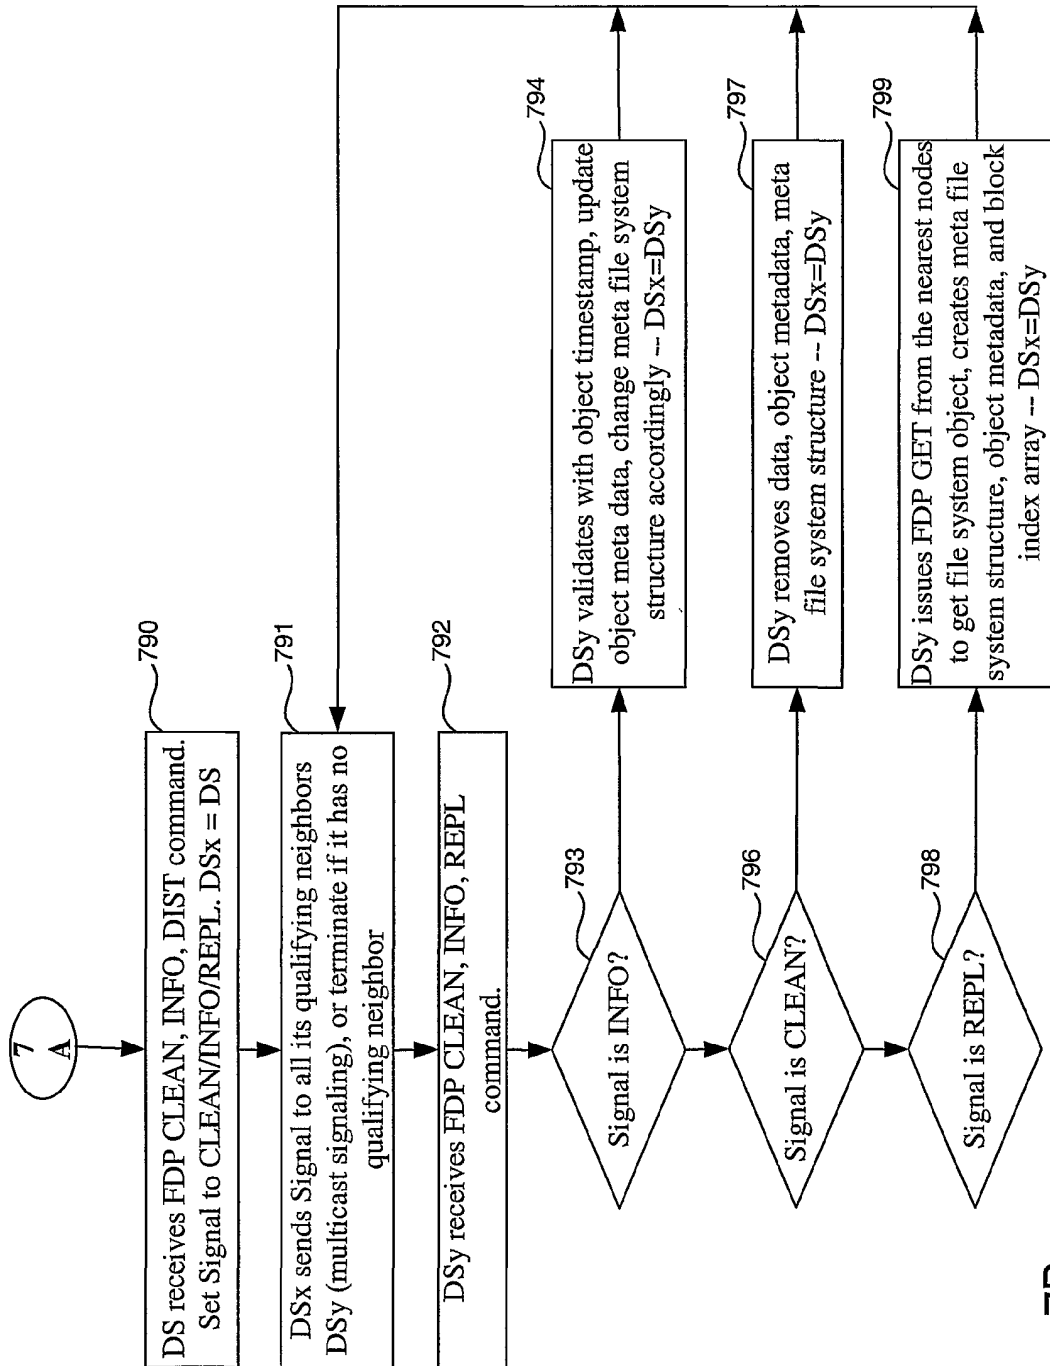 7
A
790
DS receives FDP CLEAN, INFO, DIST command.
Set Signal to CLEAN/INFO/REPL. DSx = DS
791
DSx sends Signal to all its qualifying neighbors
DSy (multicast signaling), or terminate if it has no
qualifying neighbor
792
DSy receives FDP CLEAN, INFO, REPL
command.
793
Signal is INFO?
794
DSy validates with object timestamp, update
object meta data, change meta file system
structure accordingly -- DSx=DSy
796
Signal is CLEAN?
797
DSy removes data, object metadata, meta
file system structure -- DSx=DSy
798
Signal is REPL?
799
DSy issues FDP GET from the nearest nodes
to get file system object, creates meta file
system structure, object metadata, and block
index array -- DSx=DSy